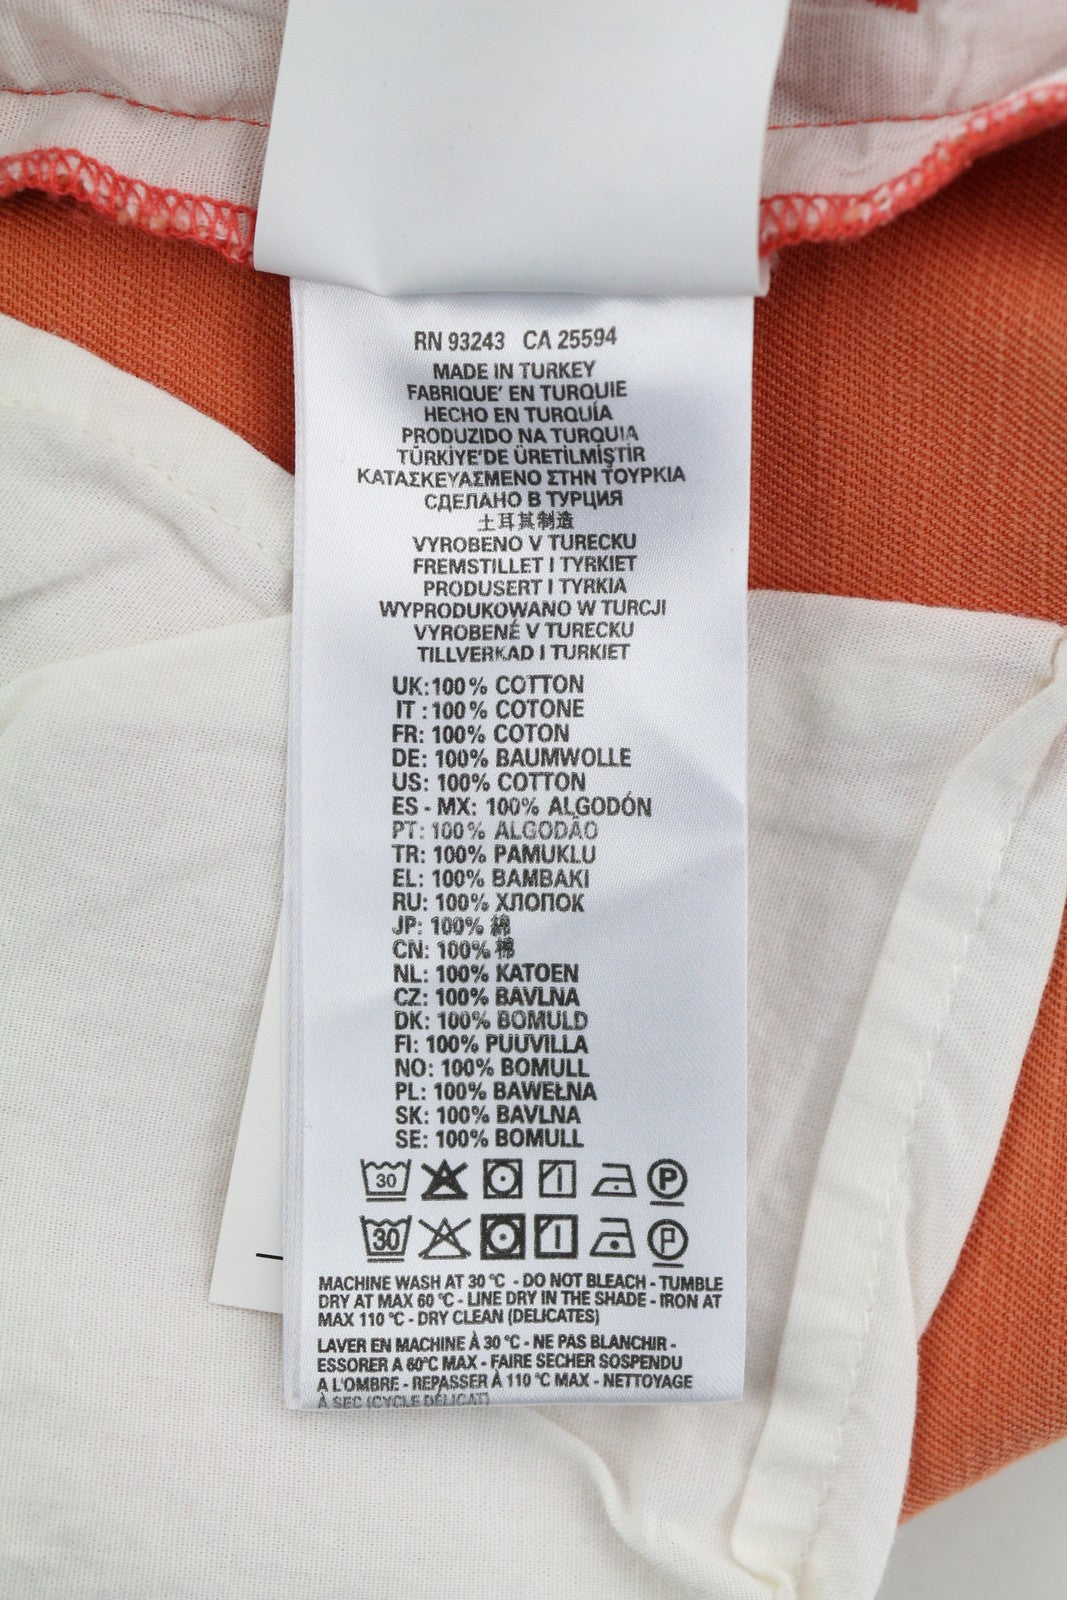 RN 93243 CA 25594
MADE IN TURKEY
FABRIQUE' EN TURQUIE
HECHO EN TURQUÍA
PRODUZIDO NA TURQUIA
TÜRKİYE'DE ÜRETİLMİŞTİR
ΚΑΤΑΣΚΕΥΑΣΜΕΝΟ ΣΤΗΝ ΤΟΥΡΚΙΑ
СДЕЛАНО В ТУРЦИЯ
土耳其制造
VYROBENO V TURECKU
FREMSTILLET I TYRKIET
PRODUSERT I TYRKIA
WYPRODUKOWANO W TURCJI
VYROBENÉ V TURECKU
TILLVERKAD I TURKIET
UK:100% COTTON
IT :100% COTONE
FR: 100% COTON
DE: 100% BAUMWOLLE
US: 100% COTTON
ES - MX: 100% ALGODÓN
PT: 100% ALGODÃO
TR: 100% PAMUKLU
EL: 100% BAMBAKI
RU: 100% ХЛОПОК
JP: 100% 綿
CN: 100% 棉
NL: 100% KATOEN
CZ: 100% BAVLNA
DK: 100% BOMULD
FI: 100% PUUVILLA
NO: 100% BOMULL
PL: 100% BAWEŁNA
SK: 100% BAVLNA
SE: 100% BOMULL
30 P
30 P
MACHINE WASH AT 30 °C - DO NOT BLEACH - TUMBLE
DRY AT MAX 60 °C - LINE DRY IN THE SHADE - IRON AT
MAX 110 °C - DRY CLEAN (DELICATES)
LAVER EN MACHINE À 30 °C - NE PAS BLANCHIR -
ESSORER A 60°C MAX - FAIRE SECHER SOSPENDU
A L'OMBRE - REPASSER À 110 °C MAX - NETTOYAGE
À SEC (CYCLE DÉLICAT)